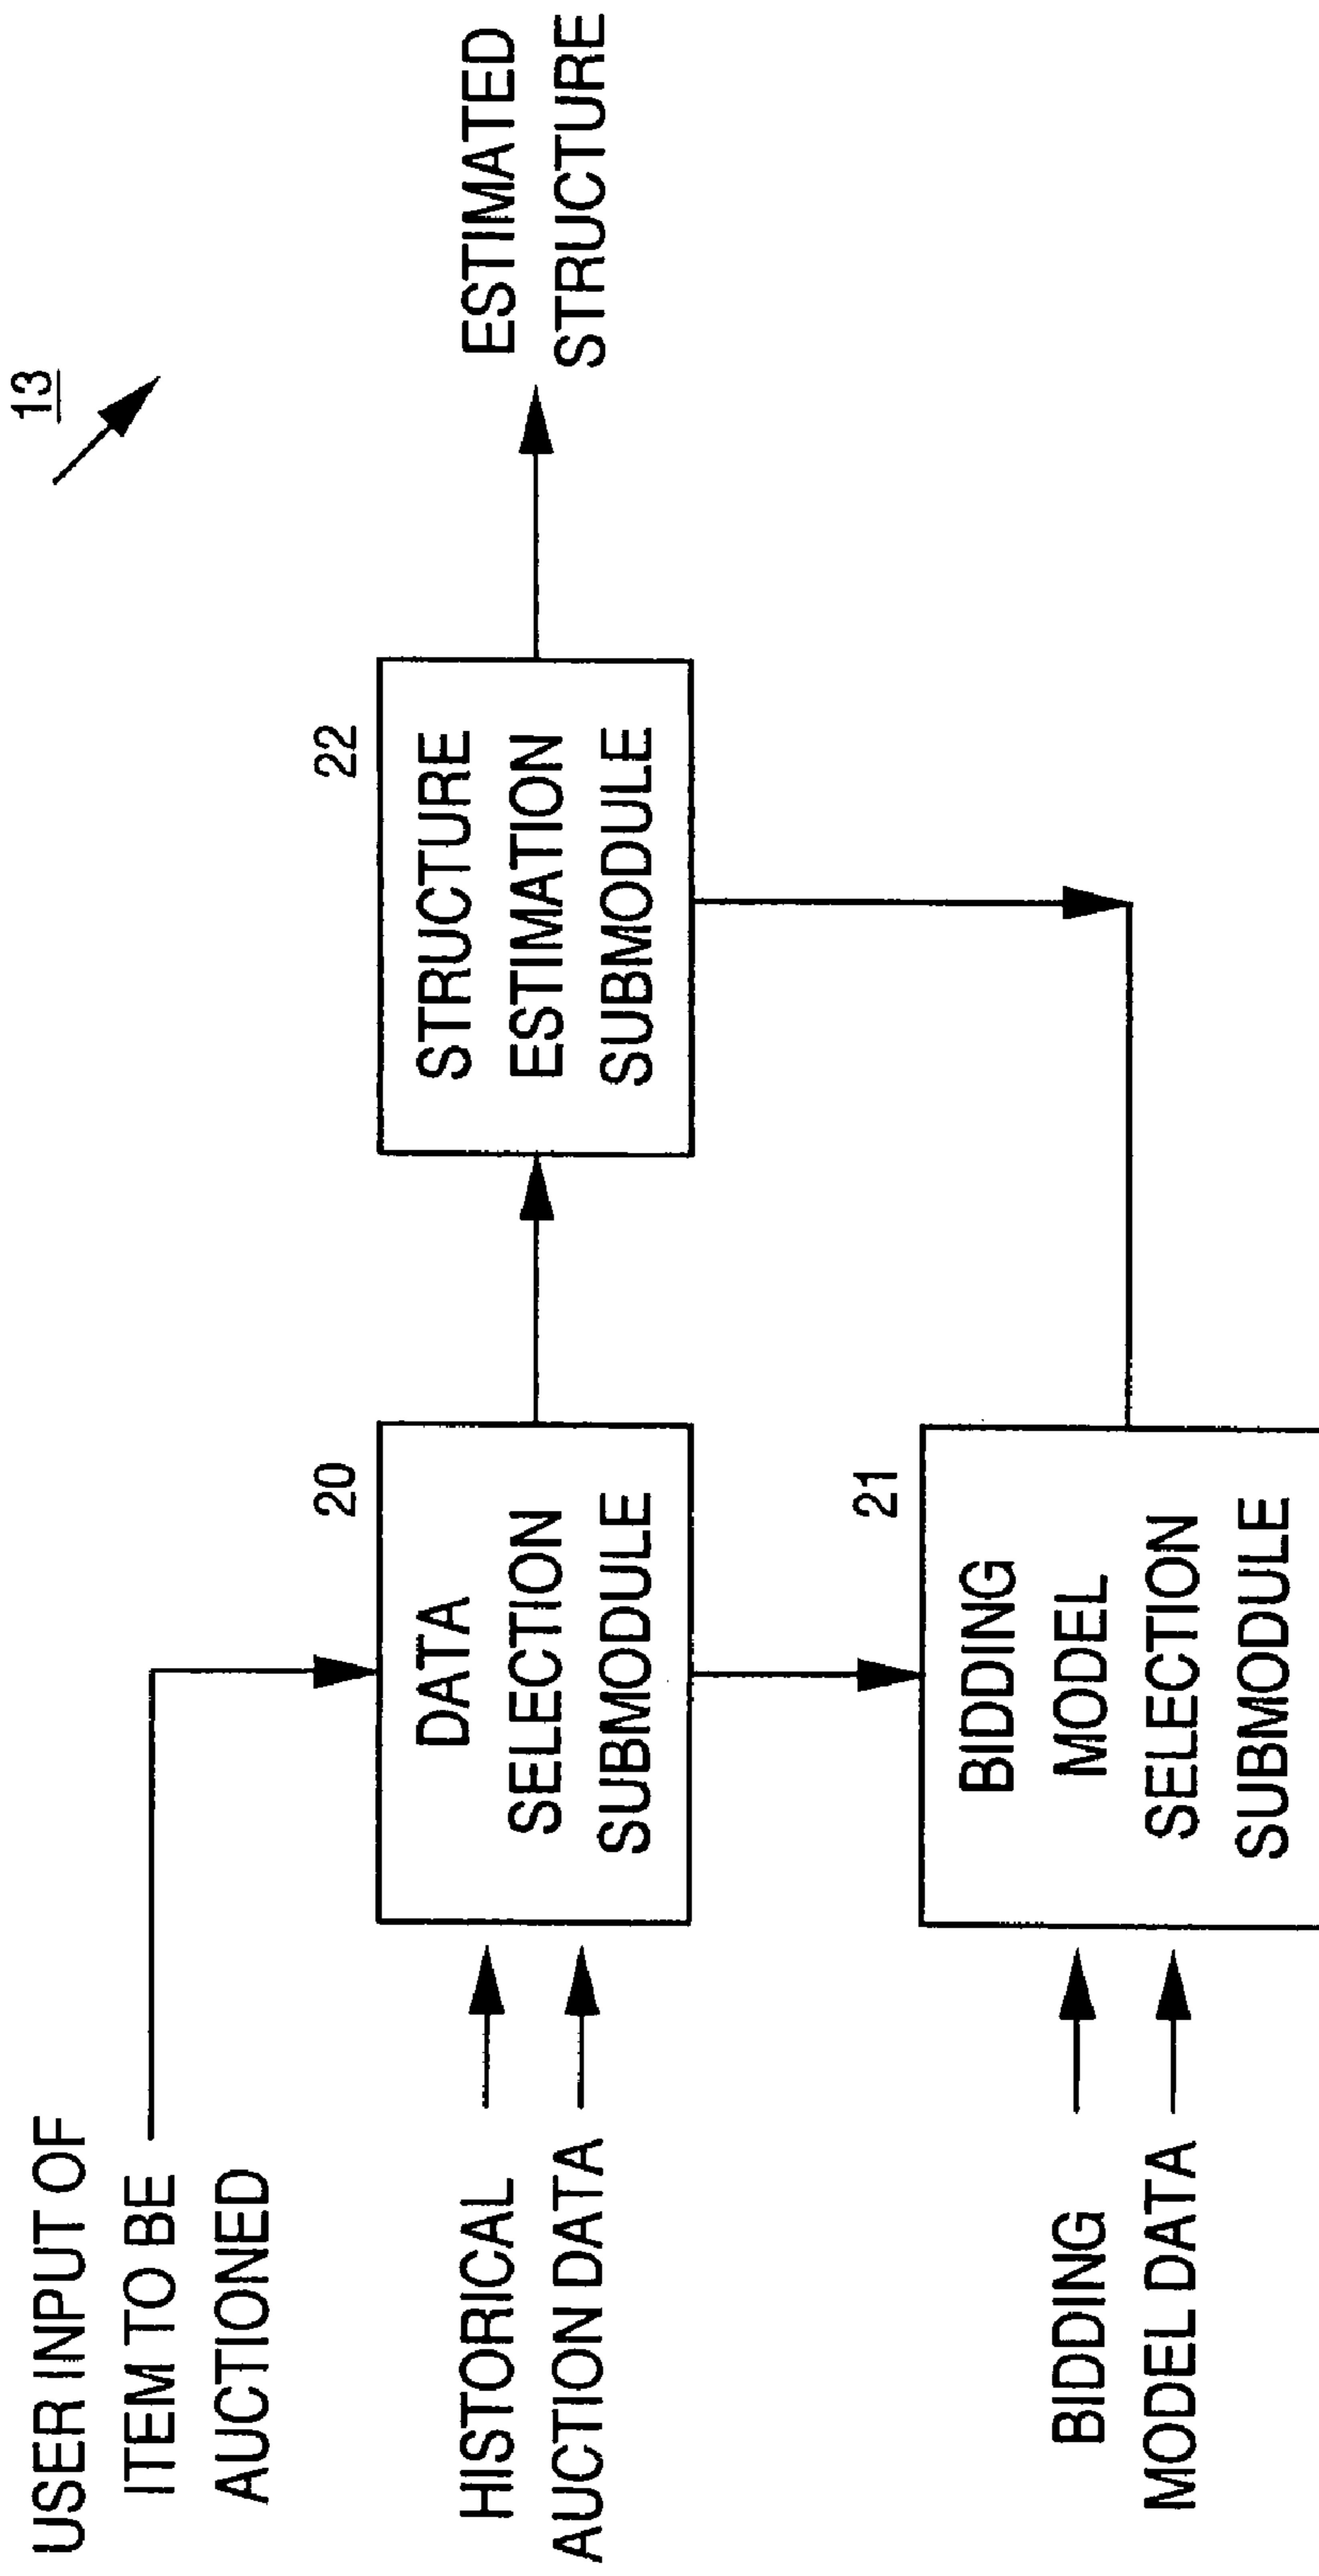 13
USER INPUT OF
ITEM TO BE
AUCTIONED
HISTORICAL
AUCTION DATA
20
DATA
SELECTION
SUBMODULE
22
STRUCTURE
ESTIMATION
SUBMODULE
ESTIMATED
STRUCTURE
BIDDING
MODEL DATA
21
BIDDING
MODEL
SELECTION
SUBMODULE